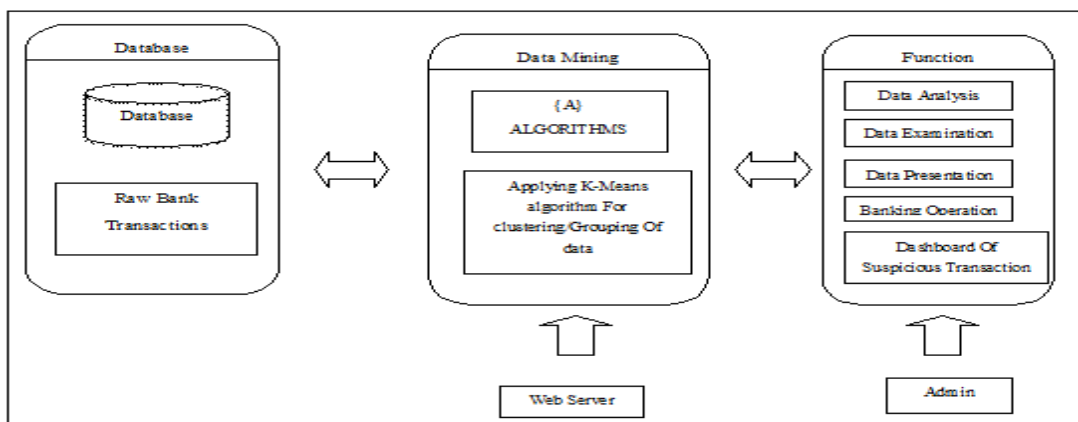 Database
Database
Raw Bank
Transactions
Data Mining
{A}
ALGORITHMS
Applying K-Means
algorithm For
clustering/Grouping Of
data
Function
Data Analysis
Data Examination
Data Presentation
Banking Operation
Dashboard Of
Suspicious Transaction
Web Server
Admin